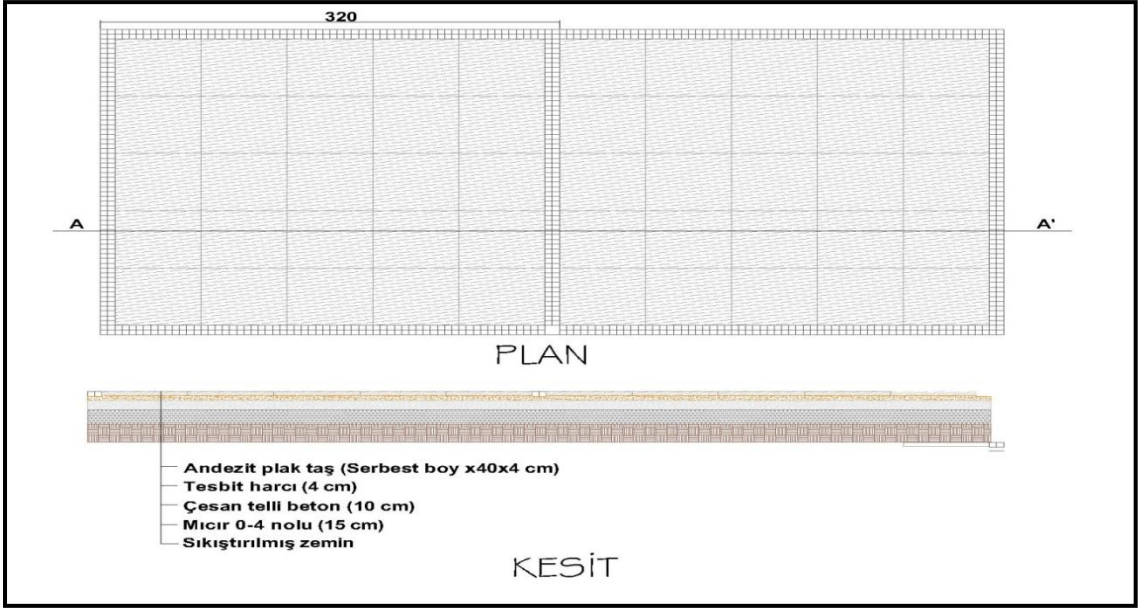 320
A A'
PLAN
Andezit plak taş (Serbest boy x40x4 cm)
Tesbit harcı (4 cm)
Çesan telli beton (10 cm)
Mıcır 0-4 nolu (15 cm)
Sıkıştırılmış zemin
KESİT